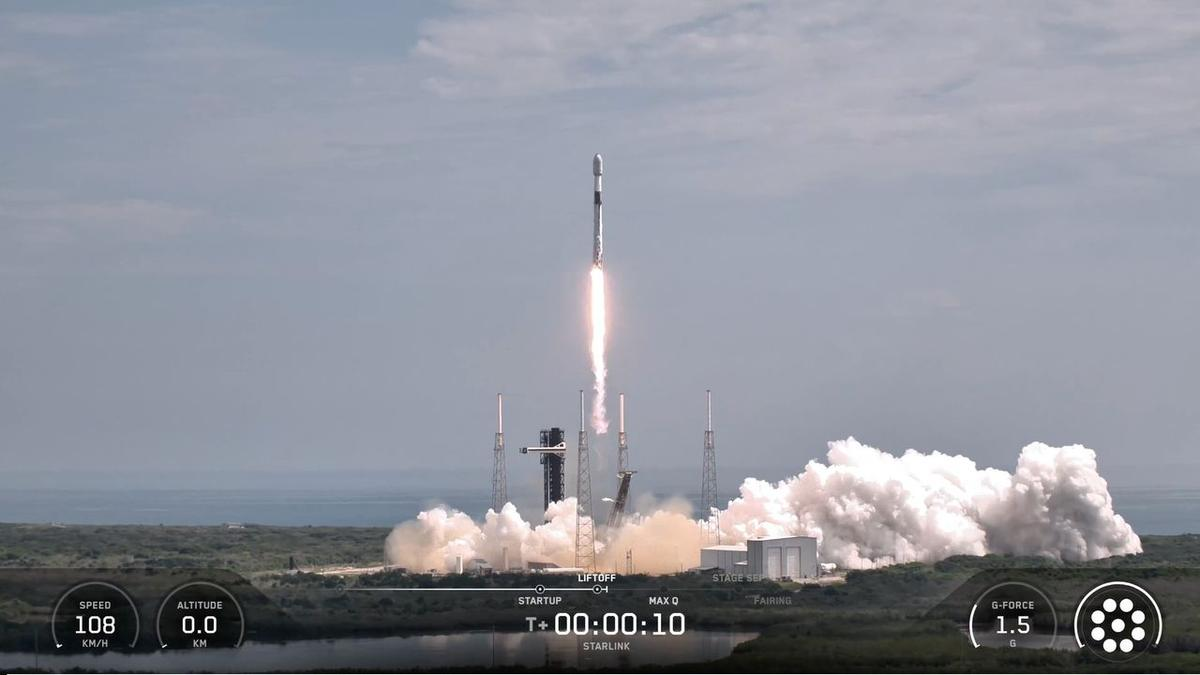 LIFTOFF
STAGE SEP
STARTUP
MAX Q
FAIRING
SPEED
108
KM/H
ALTITUDE
0.0
KM
T+ 00:00:10
STARLINK
G-FORCE
1.5
G